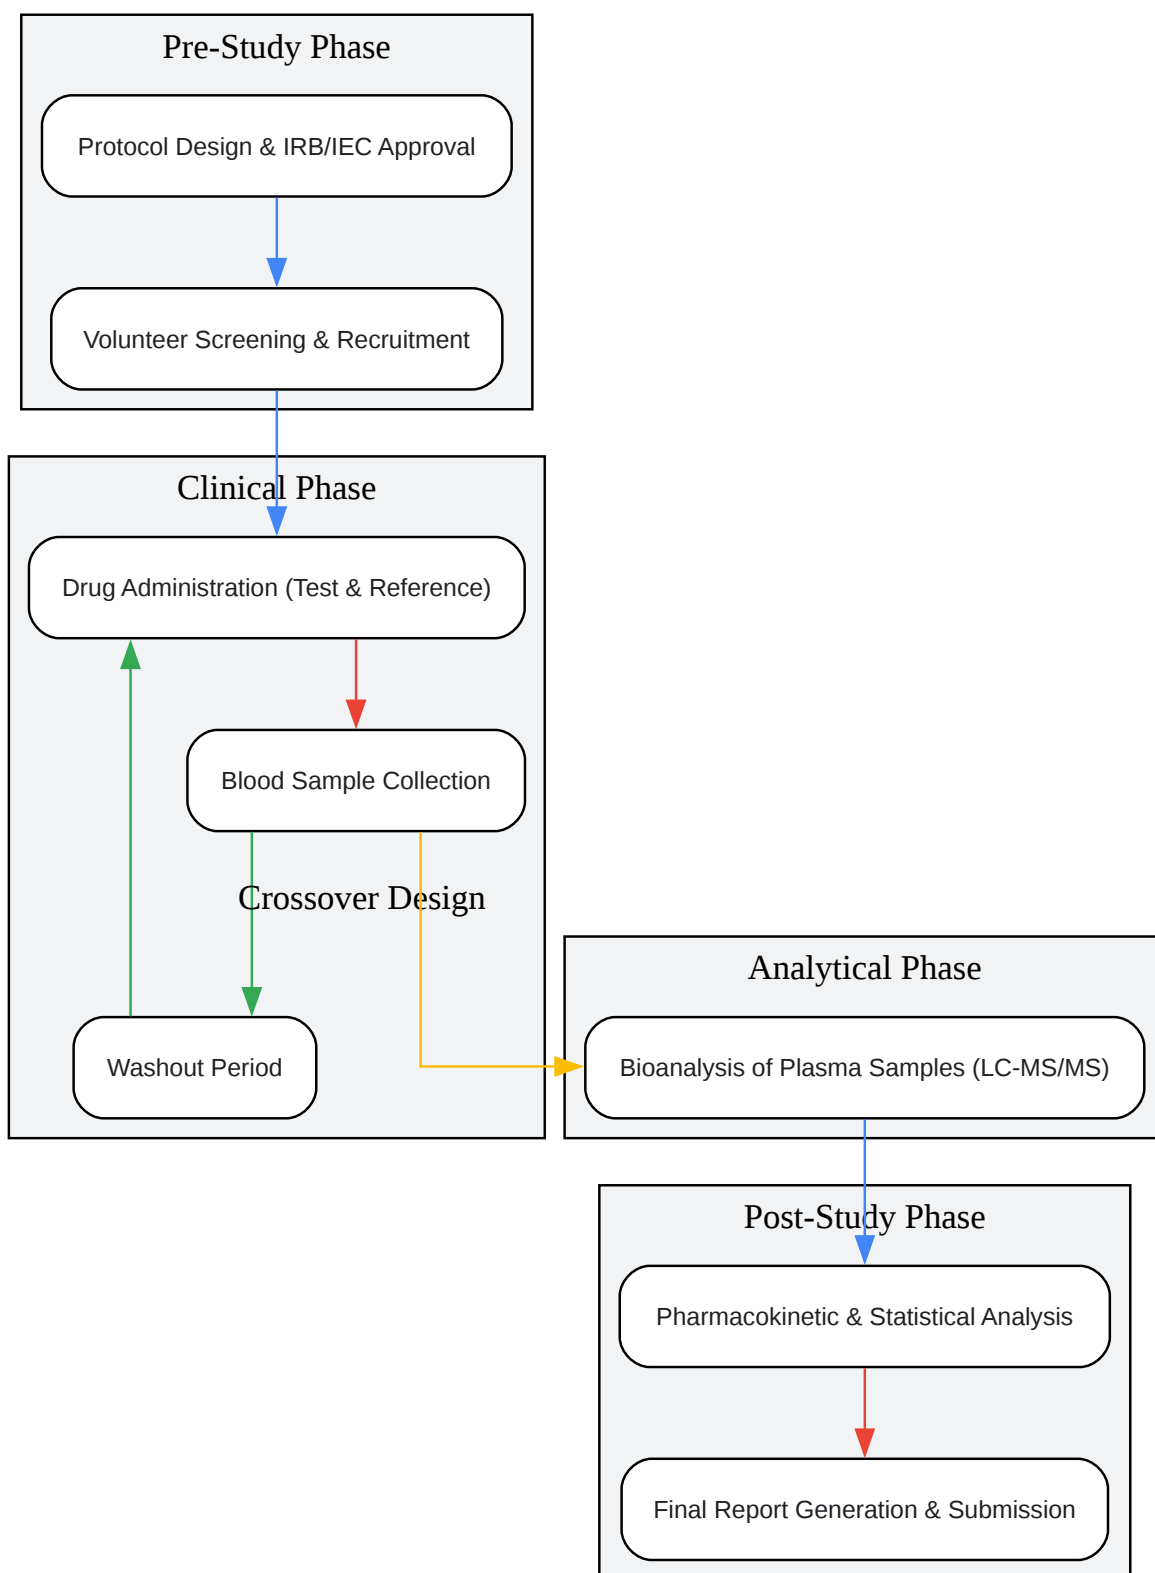 Pre-Study Phase
Protocol Design & IRB/IEC Approval
Volunteer Screening & Recruitment
Clinical Phase
Drug Administration (Test & Reference)
Blood Sample Collection
Crossover Design
Washout Period
Analytical Phase
Bioanalysis of Plasma Samples (LC-MS/MS)
Post-Study Phase
Pharmacokinetic & Statistical Analysis
Final Report Generation & Submission